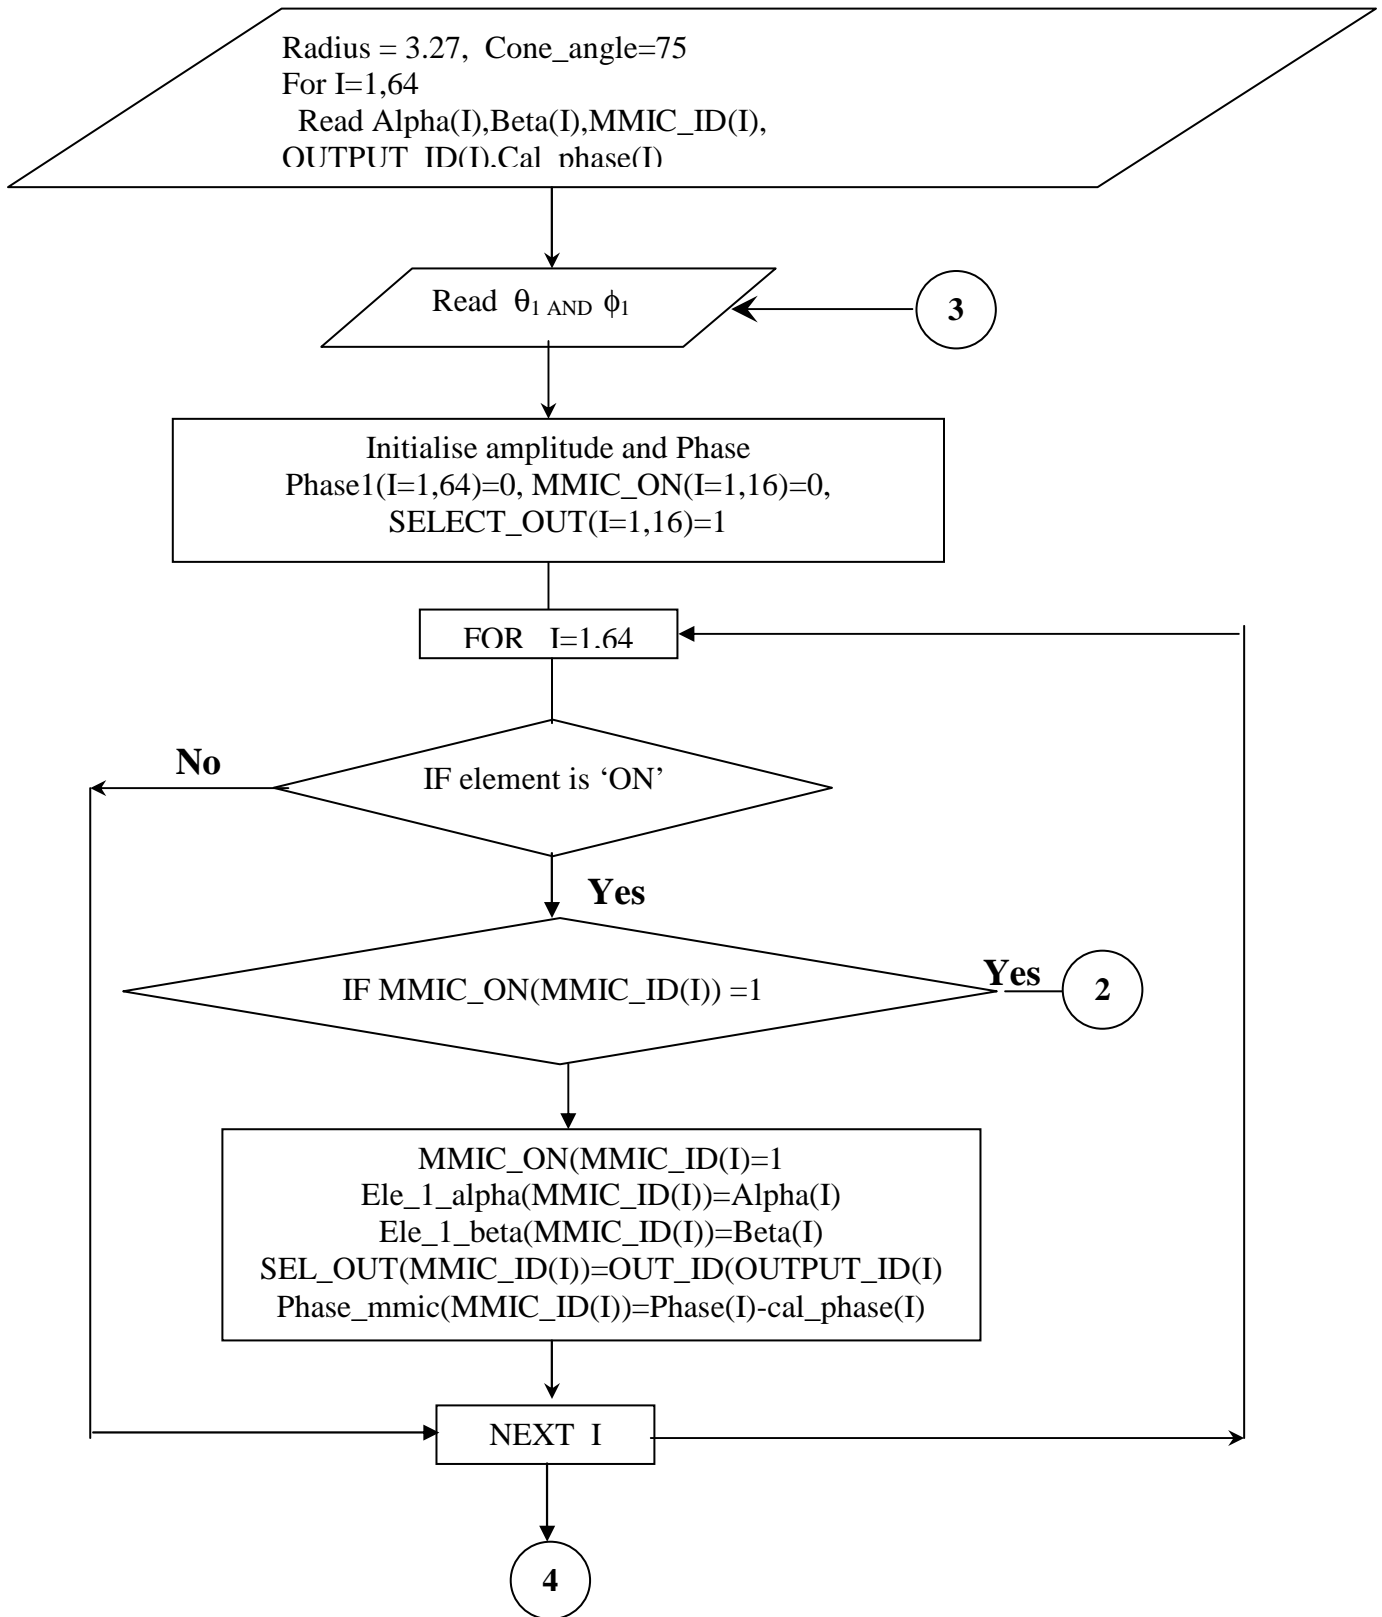 Radius = 3.27, Cone_angle=75
For I=1,64
Read Alpha(I),Beta(I),MMIC_ID(I),
OUTPUT_ID(I),Cal_phase(I)
Read θ1 AND ϕ1
3
Initialise amplitude and Phase
Phase1(I=1,64)=0, MMIC_ON(I=1,16)=0,
SELECT_OUT(I=1,16)=1
FOR I=1,64
No
IF element is ‘ON’
Yes
IF MMIC_ON(MMIC_ID(I)) =1
Yes
2
MMIC_ON(MMIC_ID(I)=1
Ele_1_alpha(MMIC_ID(I))=Alpha(I)
Ele_1_beta(MMIC_ID(I))=Beta(I)
SEL_OUT(MMIC_ID(I))=OUT_ID(OUTPUT_ID(I)
Phase_mmic(MMIC_ID(I))=Phase(I)-cal_phase(I)
NEXT I
4